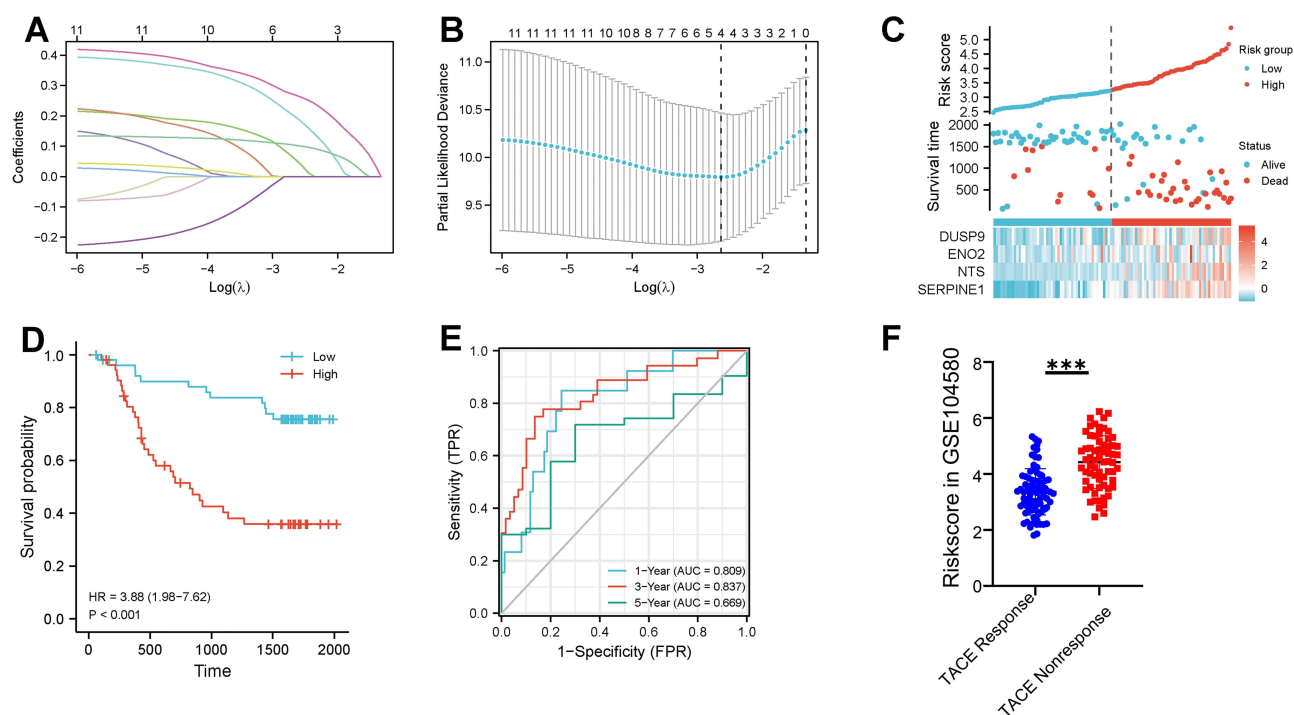 A
11 11 10 6 3
0.4
0.3
0.2
0.1
0.0
−0.1
−0.2
Coefficients
−6 −5 −4 −3 −2
Log(λ)
B
11 11 11 11 10 10 8 8 7 7 6 6 5 4 4 3 3 2 1 0
11.0
10.5
10.0
9.5
Partial Likelihood Deviance
−6 −5 −4 −3 −2
Log(λ)
C
5.0
4.5
4.0
3.5
3.0
2.5
Risk score
Risk group
Low
High
2000
1500
1000
500
Survival time
Status
Alive
Dead
DUSP9
ENO2
NTS
SERPINE1
4
2
0
D
1.0
0.8
0.6
0.4
0.2
0.0
Survival probability
Low
High
HR = 3.88 (1.98−7.62)
P < 0.001
0 500 1000 1500 2000
Time
E
1.0
0.8
0.6
0.4
0.2
0.0
Sensitivity (TPR)
1−Year (AUC = 0.809)
3−Year (AUC = 0.837)
5−Year (AUC = 0.669)
0.0 0.2 0.4 0.6 0.8 1.0
1−Specificity (FPR)
F
8
6
4
2
0
Riskscore in GSE104580
***
TACE Response
TACE Nonresponse